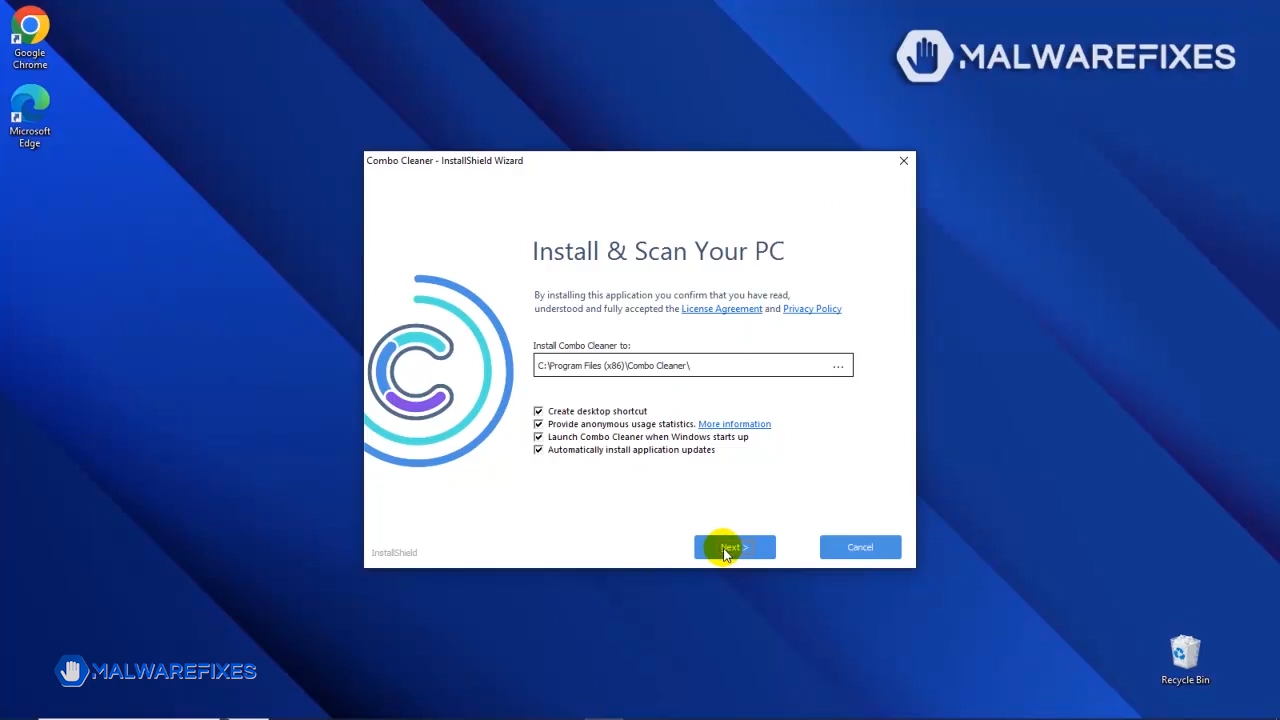 Google
Chrome
Microsoft
Edge
MALWAREFIXES
Combo Cleaner - InstallShield Wizard
Install & Scan Your PC
By installing this application you confirm that you have read,
understood and fully accepted the License Agreement and Privacy Policy
Install Combo Cleaner to:
C:\Program Files (x86)\Combo Cleaner\ ...
Create desktop shortcut
Provide anonymous usage statistics. More information
Launch Combo Cleaner when Windows starts up
Automatically install application updates
InstallShield
Next >
Cancel
MALWAREFIXES
Recycle Bin